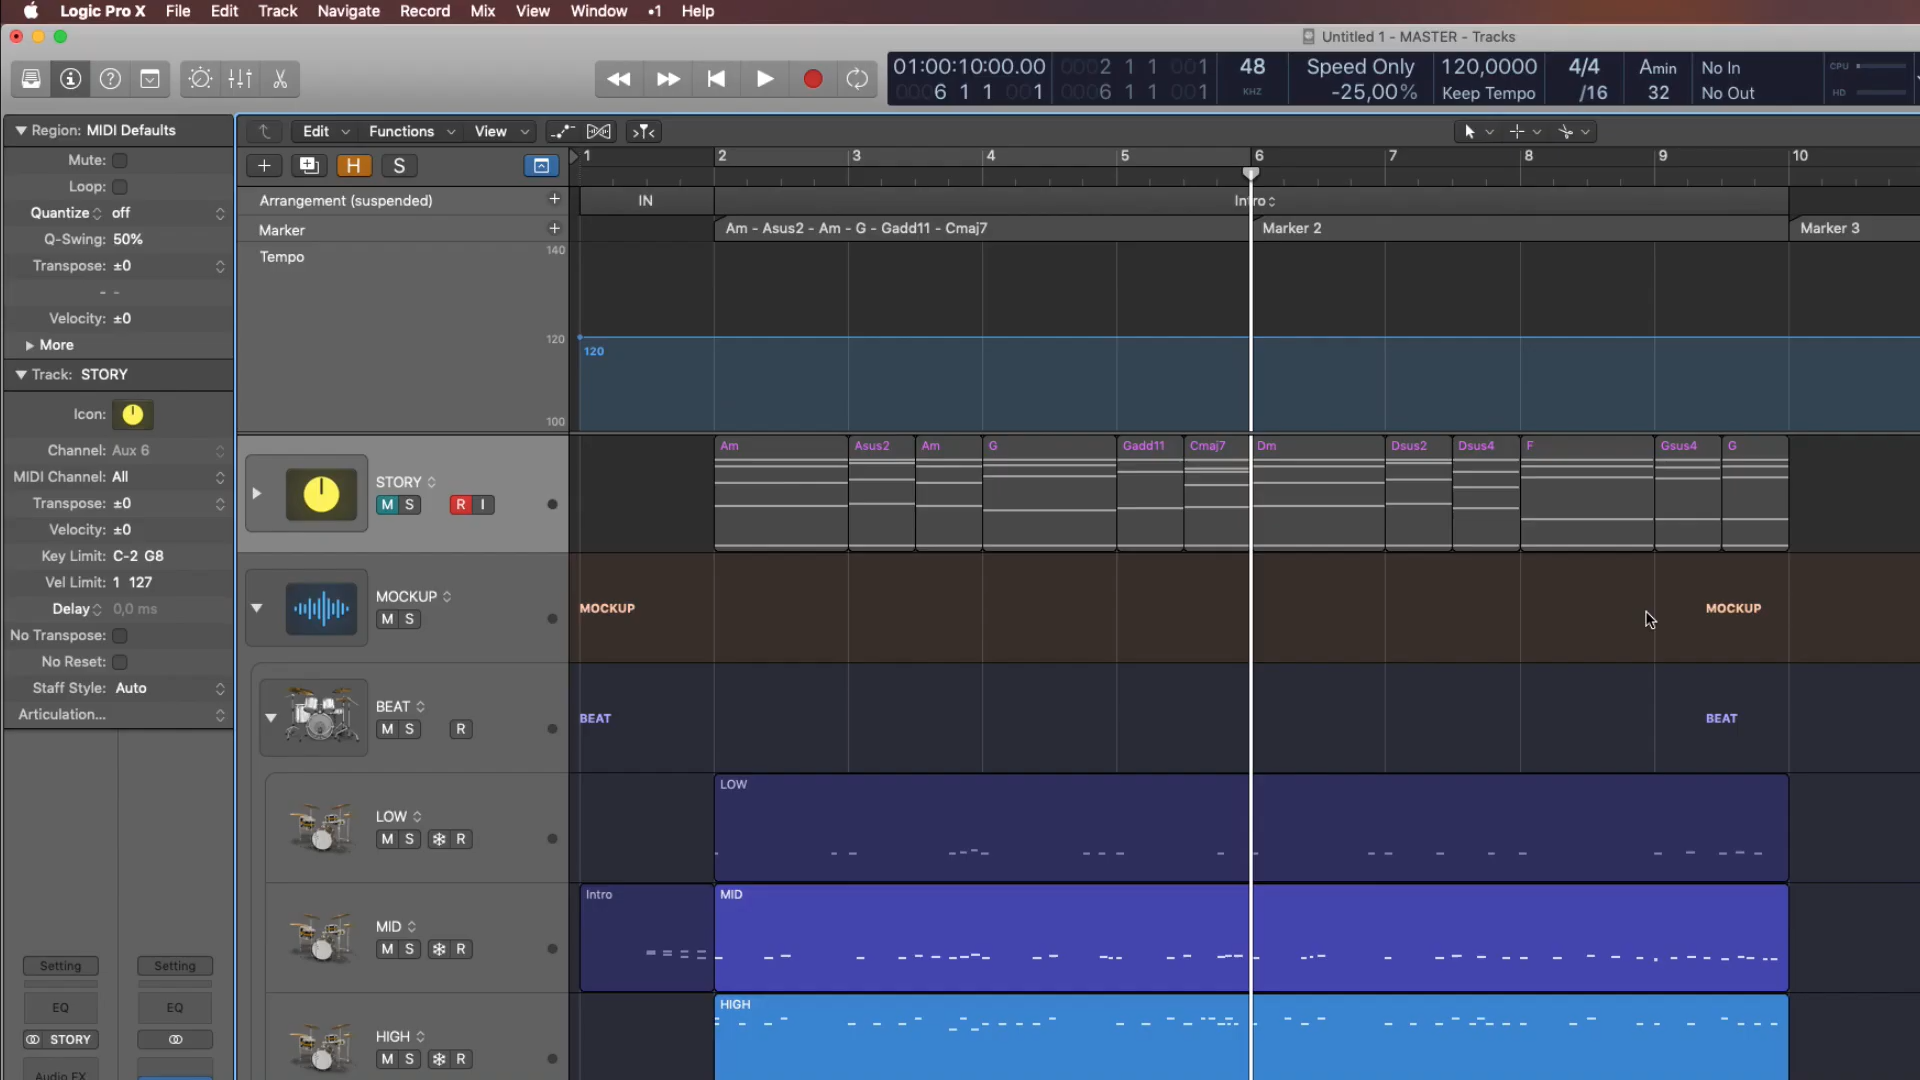 Logic Pro X File Edit Track Navigate Record Mix View Window •1 Help
Untitled 1 - MASTER - Tracks
01:00:10:00.00 0002 1 1 001 48 Speed Only 120,0000 4/4 Amin No In CPU
0006 1 1 001 0006 1 1 001 KHZ -25,00% Keep Tempo /16 32 No Out HD
Region: MIDI Defaults
Mute:
Loop:
Quantize off
Q-Swing: 50%
Transpose: ±0
- -
Velocity: ±0
More
Track: STORY
Icon:
Channel: Aux 6
MIDI Channel: All
Transpose: ±0
Velocity: ±0
Key Limit: C-2 G8
Vel Limit: 1 127
Delay 0,0 ms
No Transpose:
No Reset:
Staff Style: Auto
Articulation...
Setting Setting
EQ EQ
STORY
Audio FX
Edit Functions View
H S
1 2 3 4 5 6 7 8 9 10
Arrangement (suspended) + IN Intro
Marker + Am - Asus2 - Am - G - Gadd11 - Cmaj7 Marker 2 Marker 3
Tempo 140
120
120
100
Am Asus2 Am G Gadd11 Cmaj7 Dm Dsus2 Dsus4 F Gsus4 G
STORY
M S R I
MOCKUP
M S
MOCKUP MOCKUP
BEAT
M S R
BEAT BEAT
LOW
LOW
M S R
Intro MID
MID
M S R
HIGH
HIGH
M S R